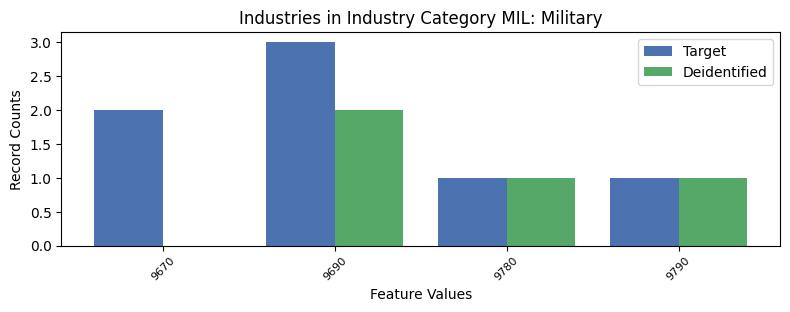 Industries in Industry Category MIL: Military
Target
Deidentified
Record Counts
3.0
2.5
2.0
1.5
1.0
0.5
0.0
9670
9690
9780
9790
Feature Values